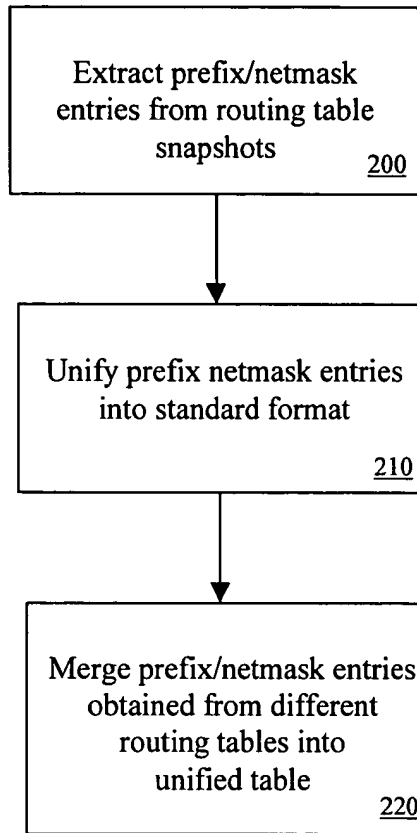 Extract prefix/netmask
entries from routing table
snapshots
200
Unify prefix netmask entries
into standard format
210
Merge prefix/netmask entries
obtained from different
routing tables into
unified table
220